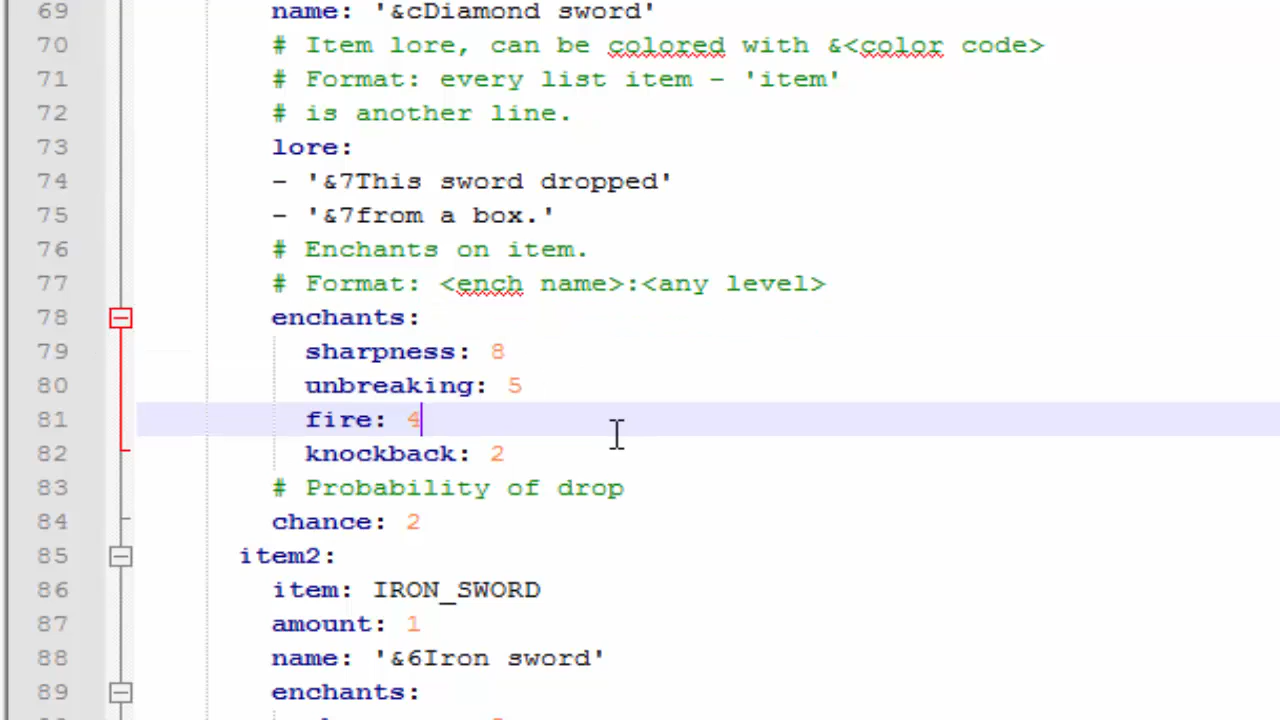 69 name: '&cDiamond sword'
70 # Item lore, can be colored with &<color code>
71 # Format: every list item - 'item'
72 # is another line.
73 lore:
74 - '&7This sword dropped'
75 - '&7from a box.'
76 # Enchants on item.
77 # Format: <ench name>:<any level>
78 enchants:
79 sharpness: 8
80 unbreaking: 5
81 fire: 4
82 knockback: 2
83 # Probability of drop
84 chance: 2
85 item2:
86 item: IRON_SWORD
87 amount: 1
88 name: '&6Iron sword'
89 enchants: